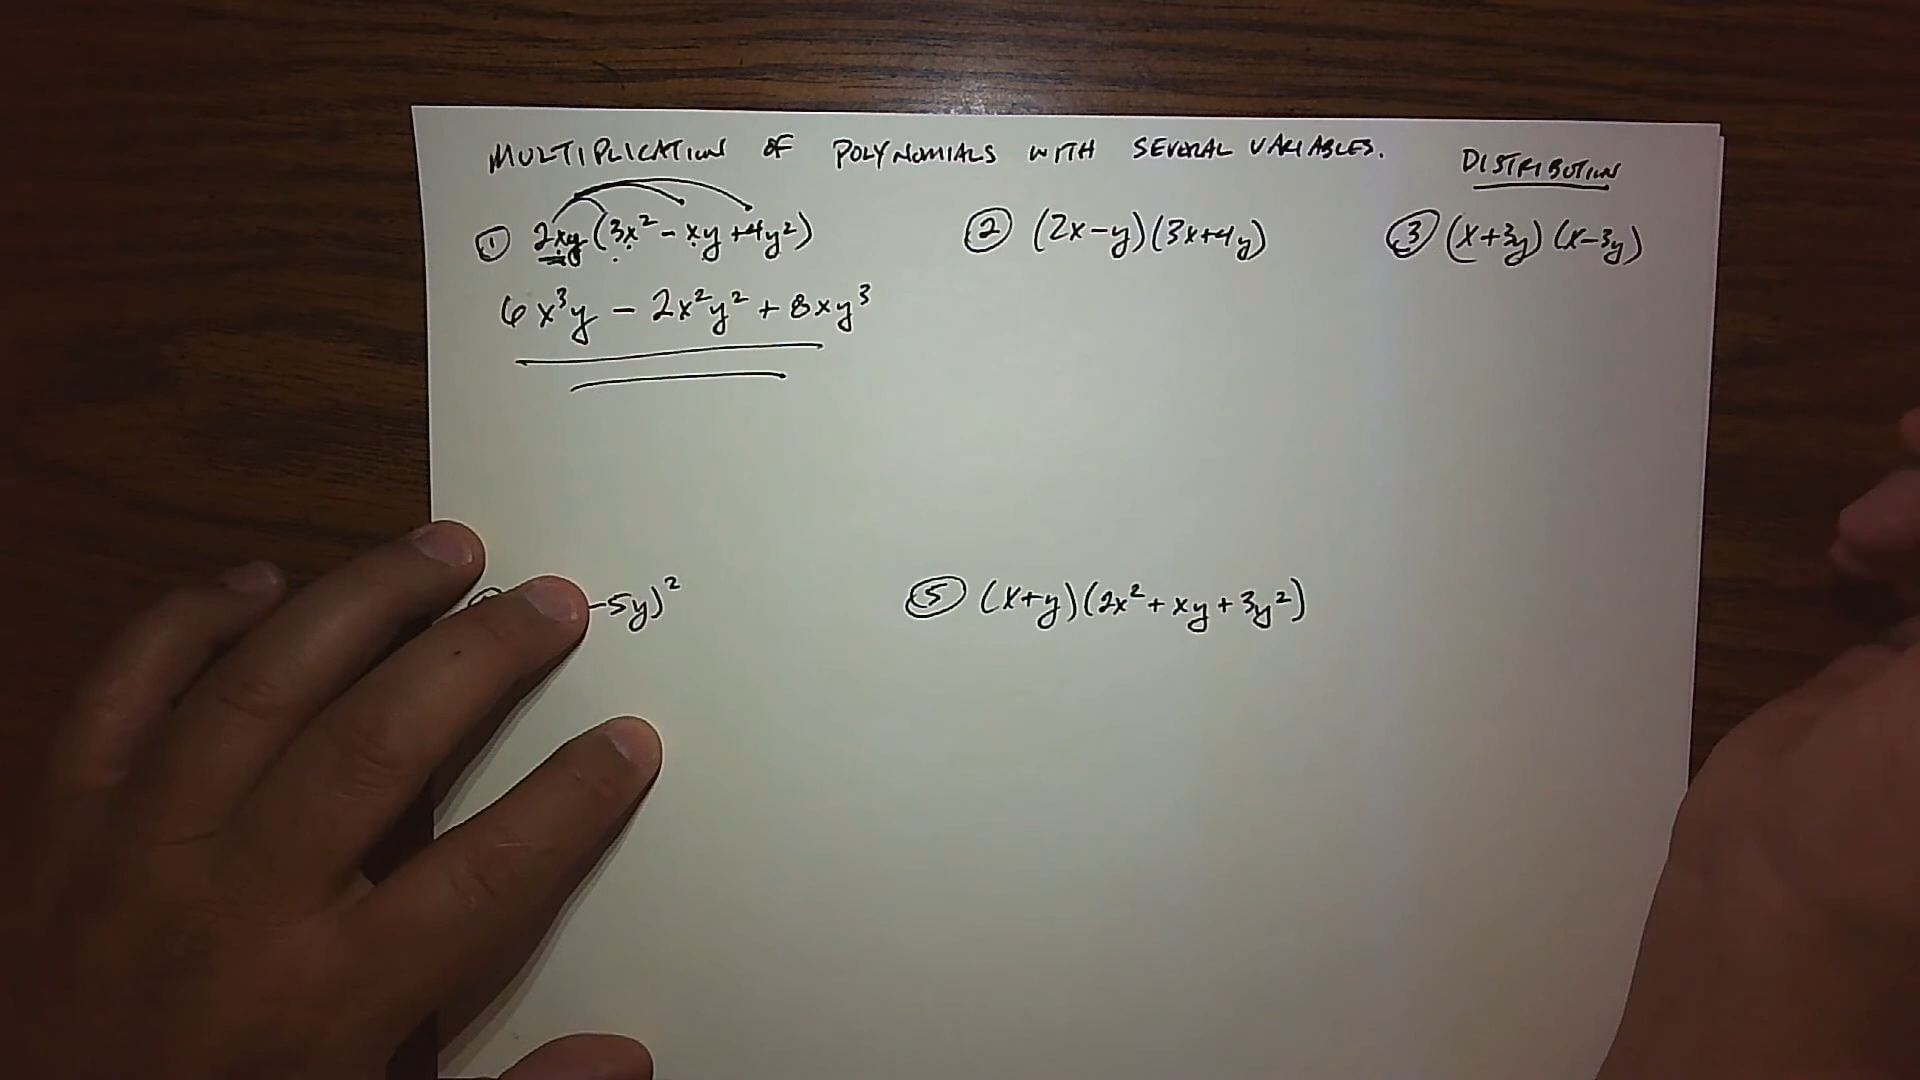 MULTIPLICATION OF POLYNOMIALS WITH SEVERAL VARIABLES.
DISTRIBUTION
① 2xy(3x² - xy + 4y²)
6x³y - 2x²y² + 8xy³
② (2x-y)(3x+4y)
③ (x+3y)(x-3y)
-5y)²
⑤ (x+y)(2x² + xy + 3y²)